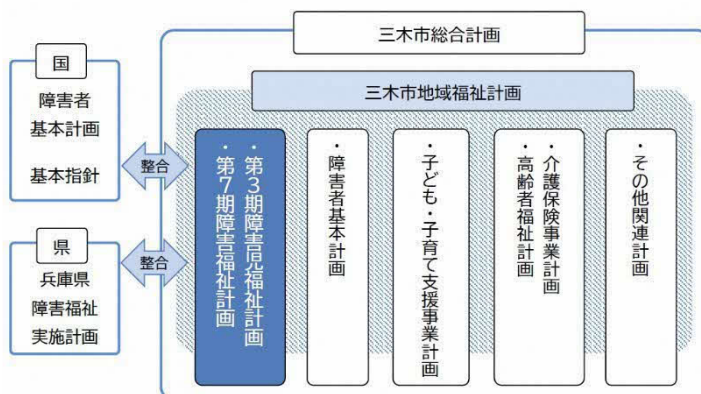 三木市総合計画
三木市地域福祉計画
国
障害者
基本計画
基本指針
整合
県
兵庫県
障害福祉
実施計画
整合
・第3期障害児福祉計画
・第7期障害福祉計画
・障害者基本計画
・子ども・子育て支援事業計画
・介護保険事業計画
・高齢者福祉計画
・その他関連計画